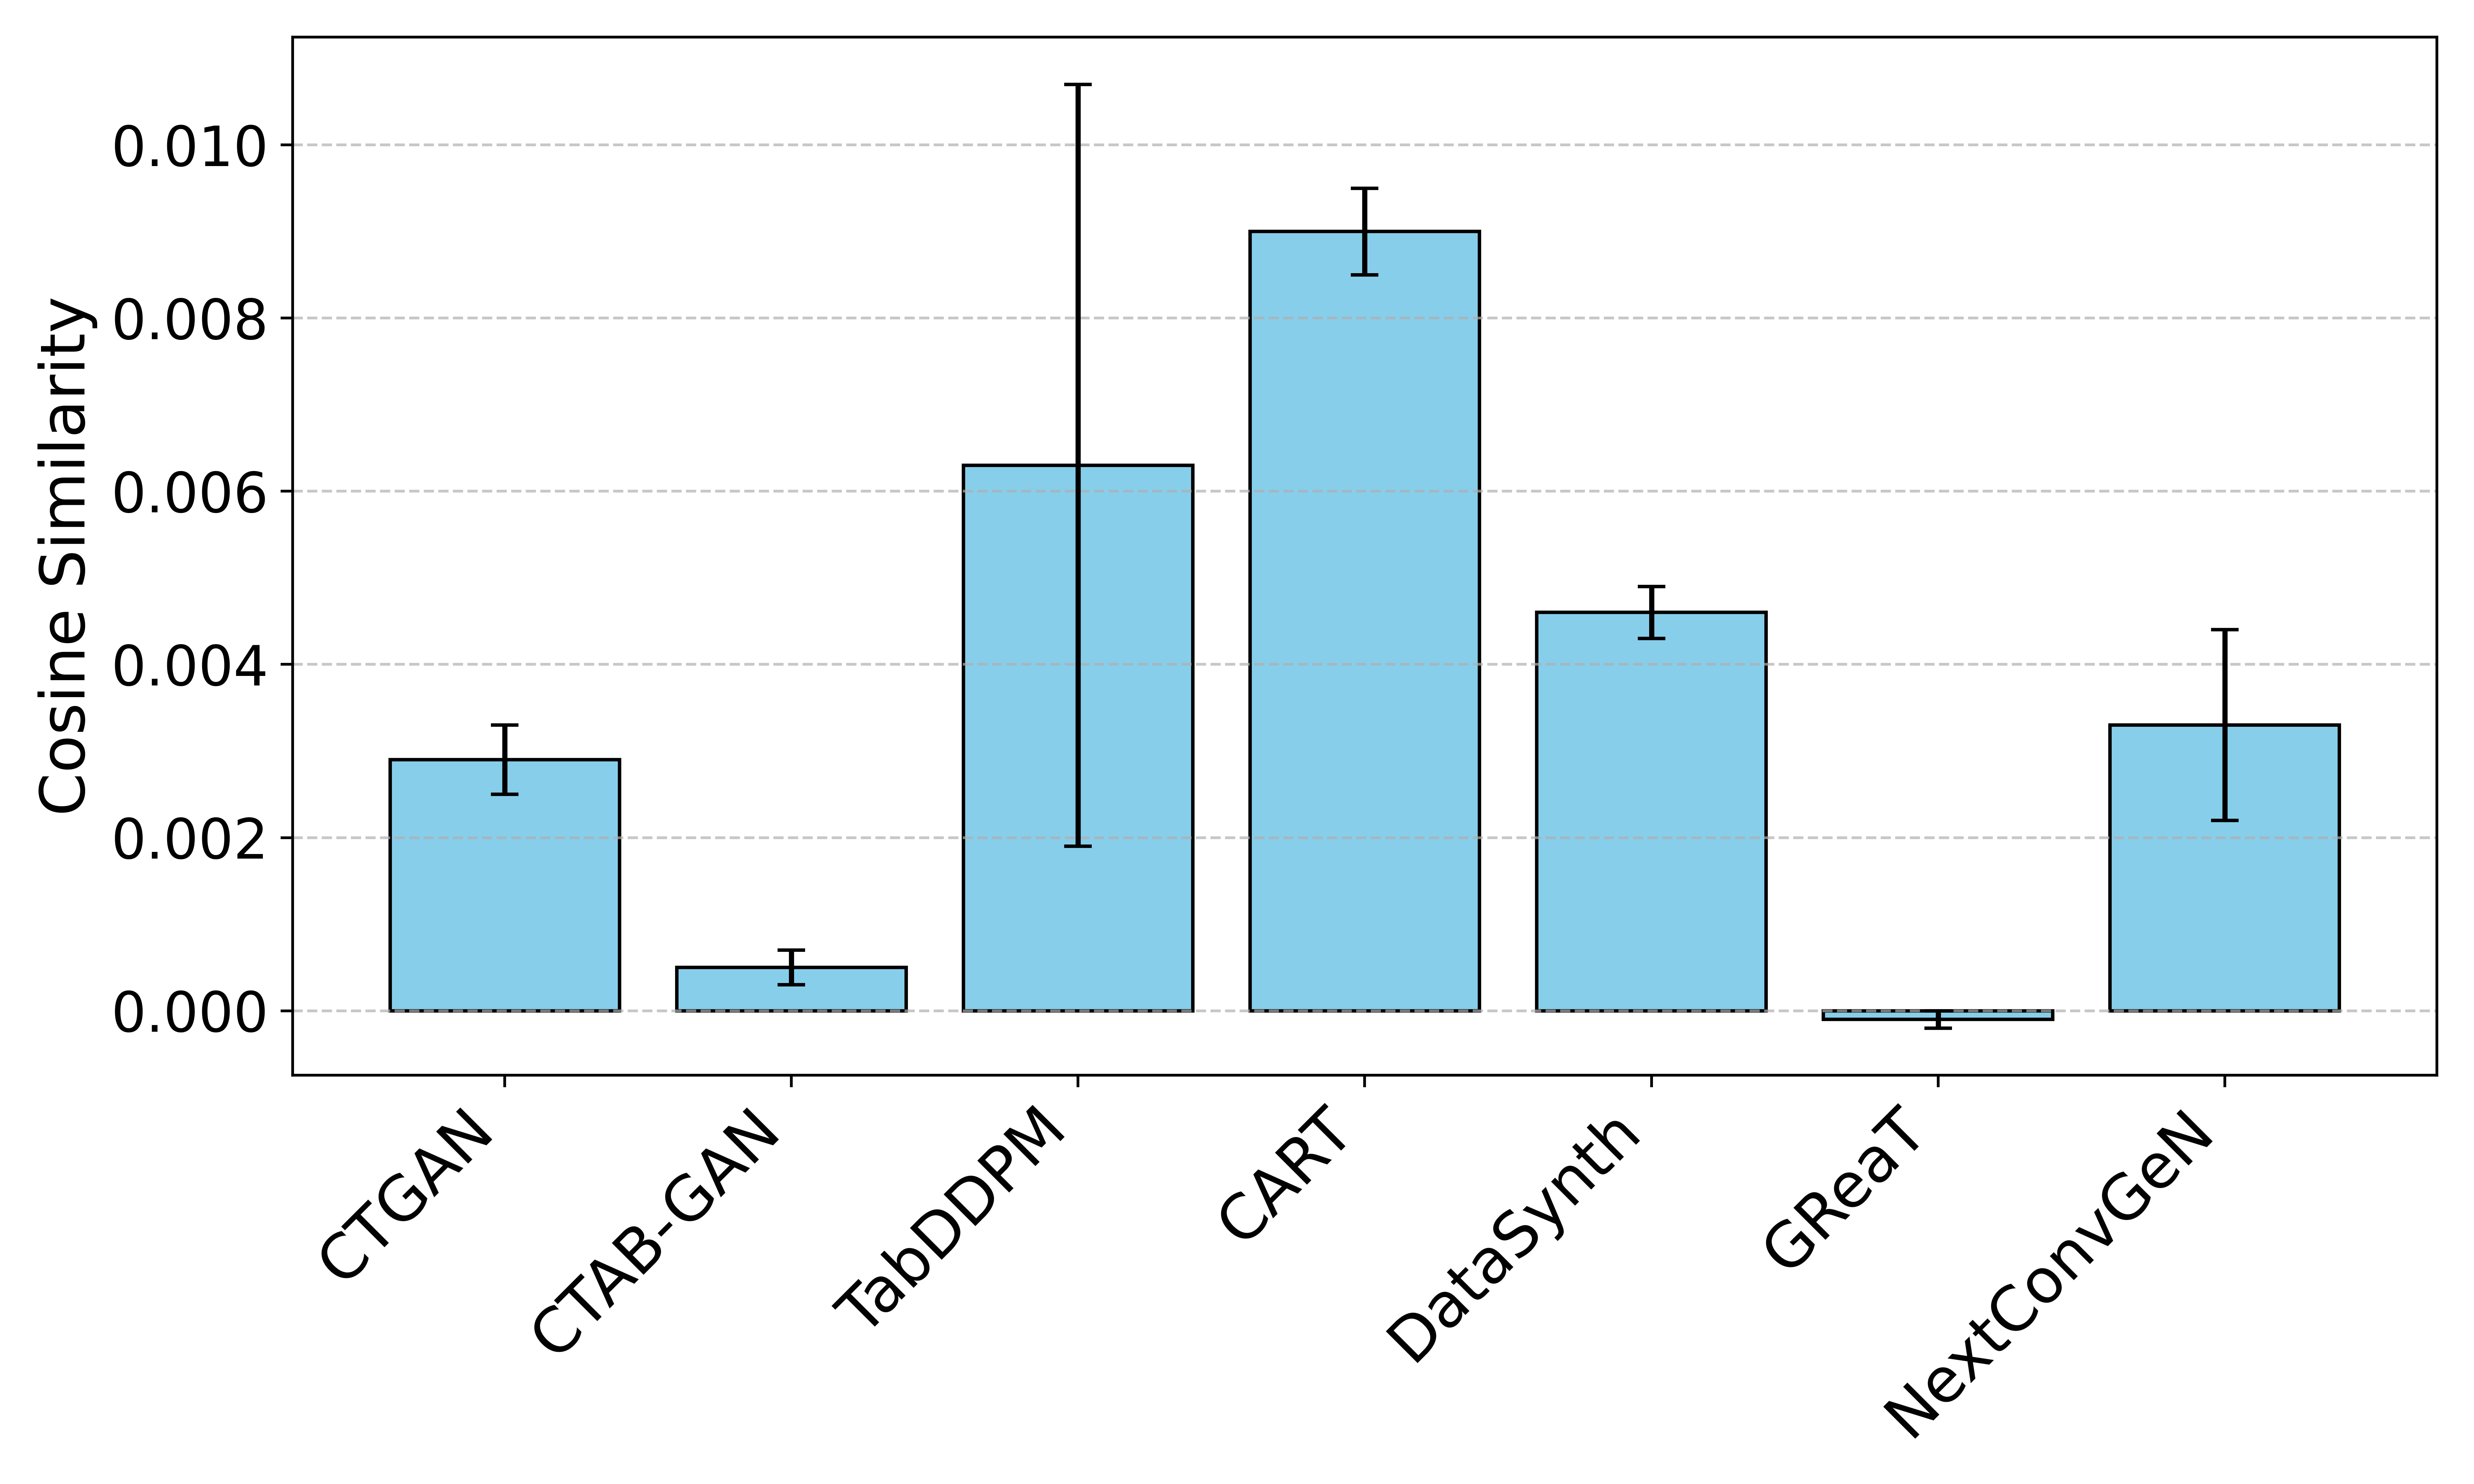 Cosine Similarity
0.010
0.008
0.006
0.004
0.002
0.000
CTGAN
CTAB-GAN
TabDDPM
CART
DataSynth
GReaT
NextConvGeN